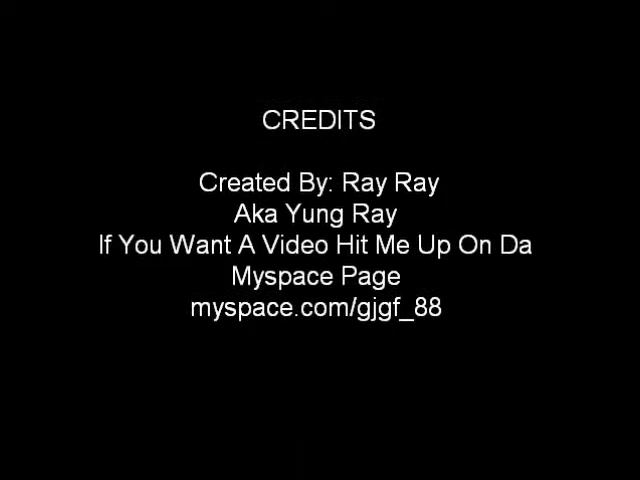 CREDITS
Created By: Ray Ray
Aka Yung Ray
If You Want A Video Hit Me Up On Da
Myspace Page
myspace.com/gjgf_88